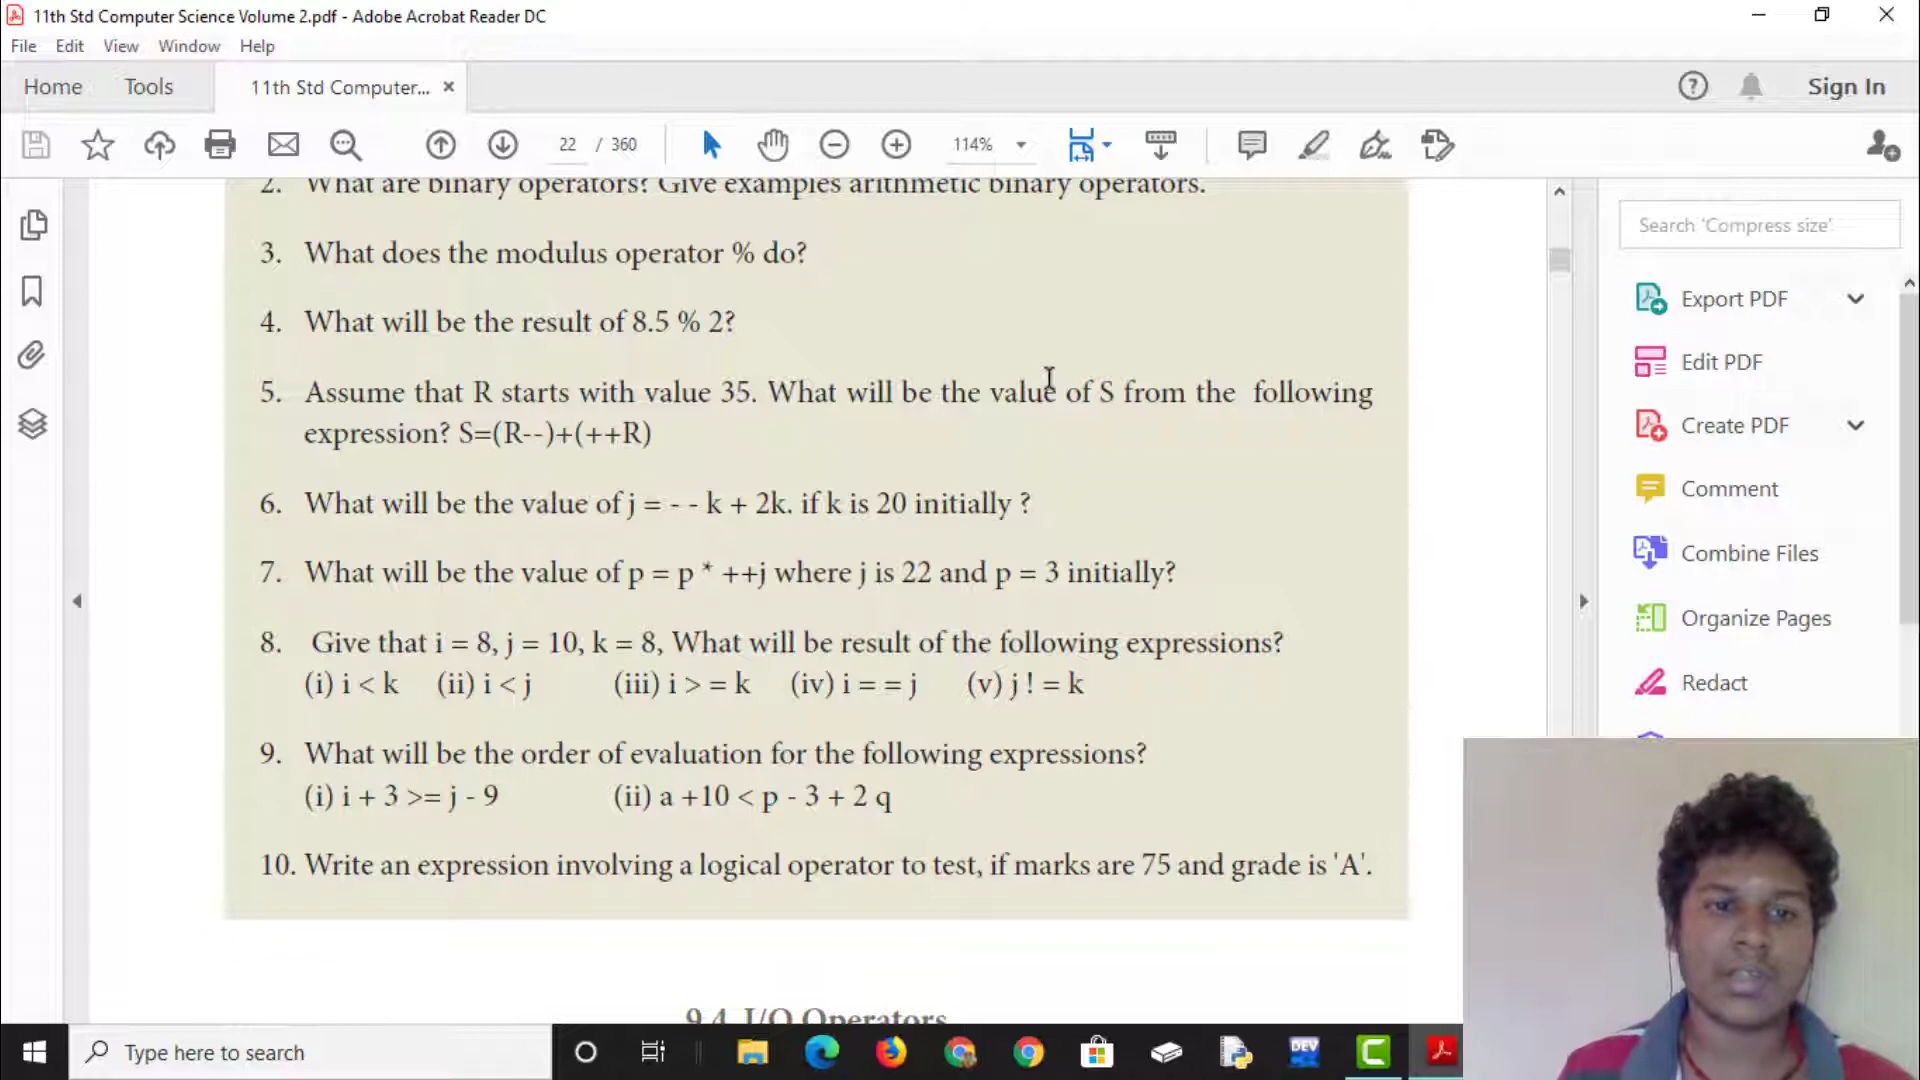 11th Std Computer Science Volume 2.pdf - Adobe Acrobat Reader DC
File Edit View Window Help
Home Tools 11th Std Computer... × Sign In
22 / 360 114%
2. What are binary operators? Give examples arithmetic binary operators.
3. What does the modulus operator % do?
4. What will be the result of 8.5 % 2?
5. Assume that R starts with value 35. What will be the value of S from the following
expression? S=(R--)+(++R)
6. What will be the value of j = - - k + 2k. if k is 20 initially ?
7. What will be the value of p = p * ++j where j is 22 and p = 3 initially?
8. Give that i = 8, j = 10, k = 8, What will be result of the following expressions?
(i) i < k (ii) i < j (iii) i > = k (iv) i = = j (v) j ! = k
9. What will be the order of evaluation for the following expressions?
(i) i + 3 >= j - 9 (ii) a +10 < p - 3 + 2 q
10. Write an expression involving a logical operator to test, if marks are 75 and grade is 'A'.
9.4 I/O Operators
Search 'Compress size'
Export PDF
Edit PDF
Create PDF
Comment
Combine Files
Organize Pages
Redact
Type here to search
DEV